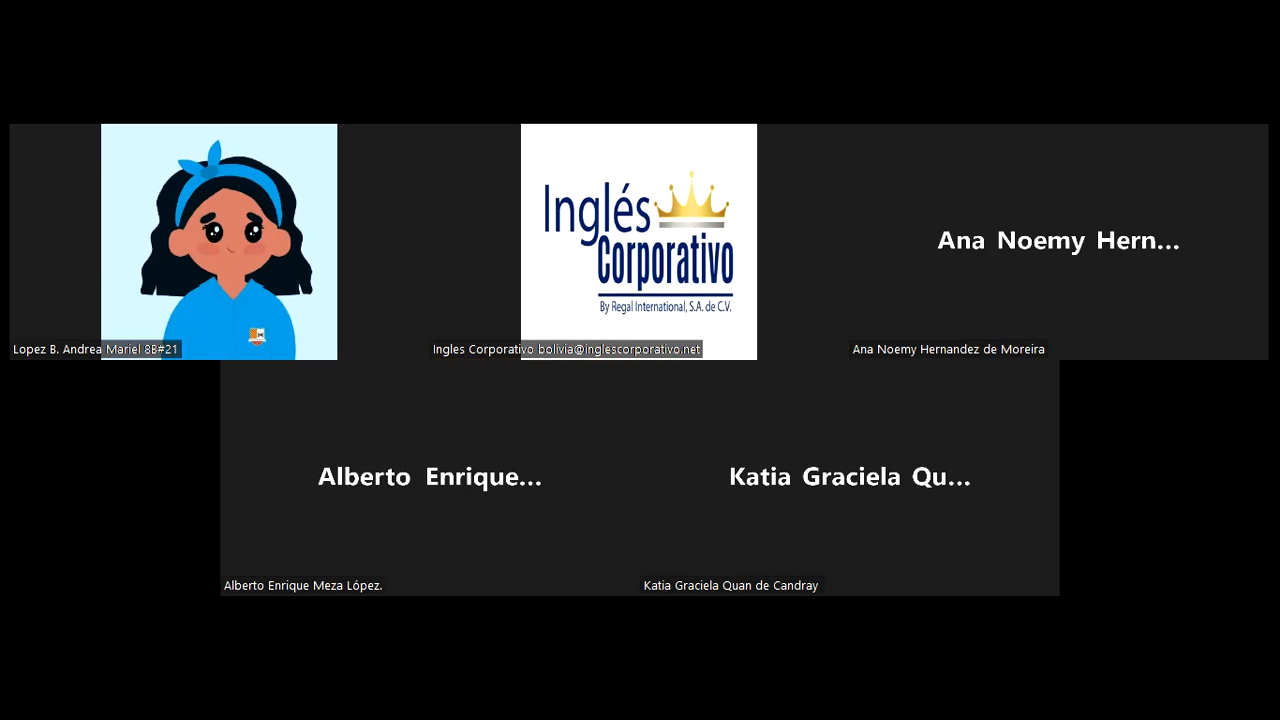 Inglés
Corporativo
By Regal International, S.A. de C.V.
Ana Noemy Hern...
Lopez B. Andrea Mariel 8B#21
Ingles Corporativo bolivia@inglescorporativo.net
Ana Noemy Hernandez de Moreira
Alberto Enrique...
Katia Graciela Qu...
Alberto Enrique Meza López.
Katia Graciela Quan de Candray